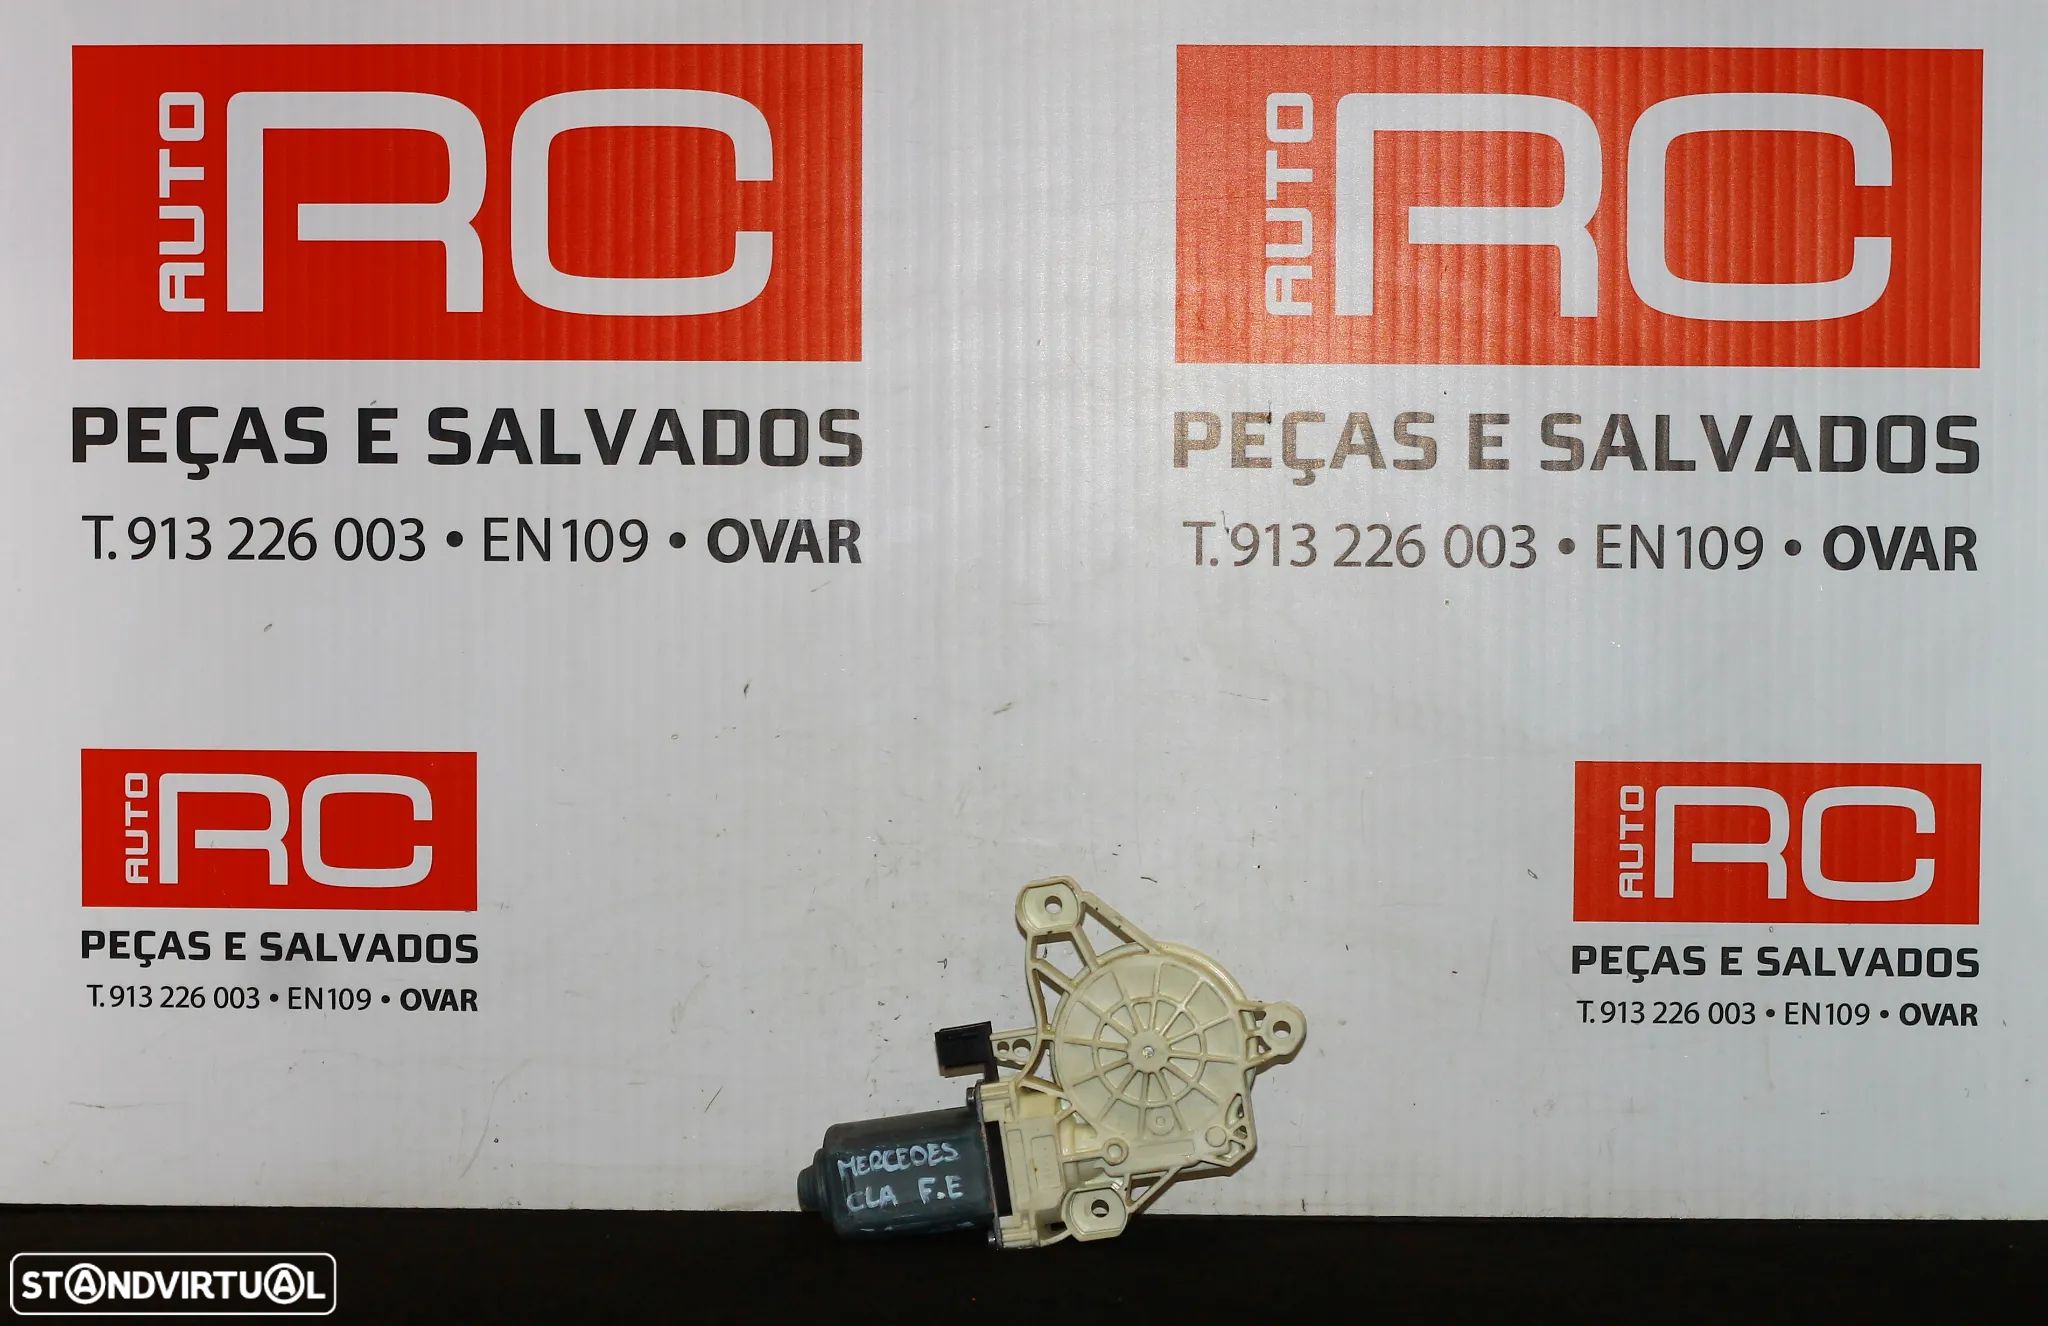 AUTO RC
PEÇAS E SALVADOS
T. 913 226 003 • EN109 • OVAR
AUTO RC
PEÇAS E SALVADOS
T. 913 226 003 • EN109 • OVAR
AUTO RC
PEÇAS E SALVADOS
T. 913 226 003 • EN109 • OVAR
AUTO RC
PEÇAS E SALVADOS
T. 913 226 003 • EN109 • OVAR
MERCEDES
CLA F.E
STANDVIRTUAL